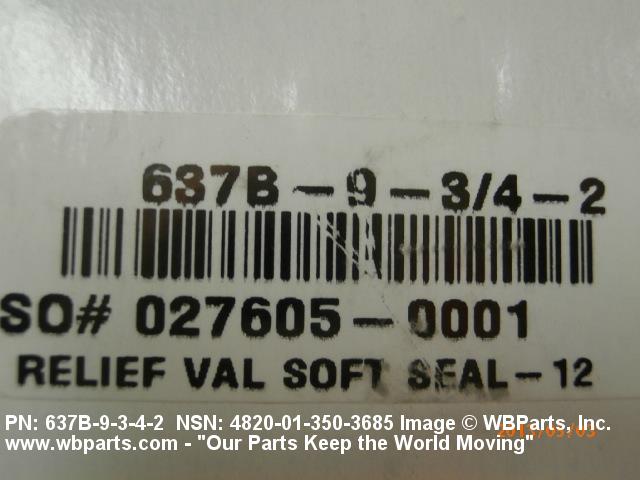 637B-9-3/4-2
SO# 027605-0001
RELIEF VAL SOFT SEAL-12
PN: 637B-9-3-4-2 NSN: 4820-01-350-3685 Image © WBParts, Inc.
www.wbparts.com - "Our Parts Keep the World Moving"